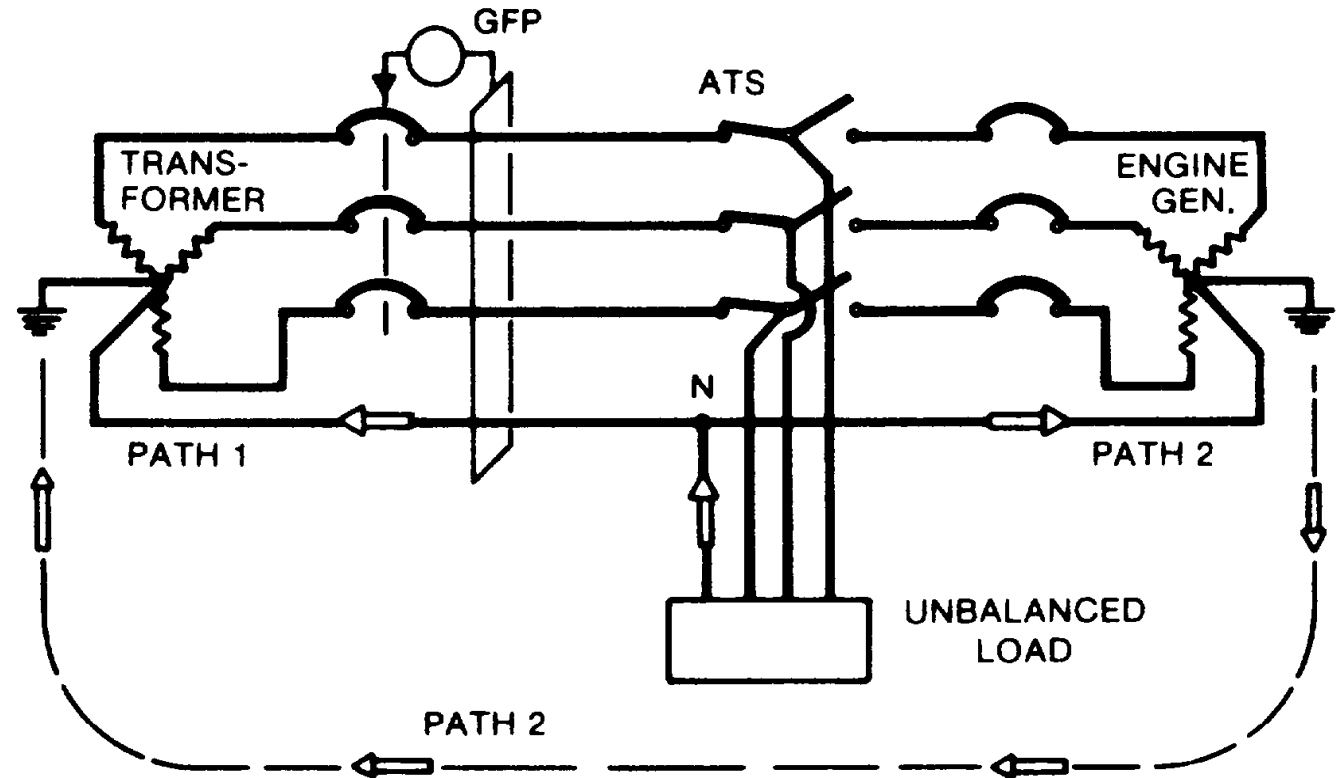 GFP
ATS
TRANS-
FORMER
ENGINE
GEN.
N
PATH 1
PATH 2
UNBALANCED
LOAD
PATH 2